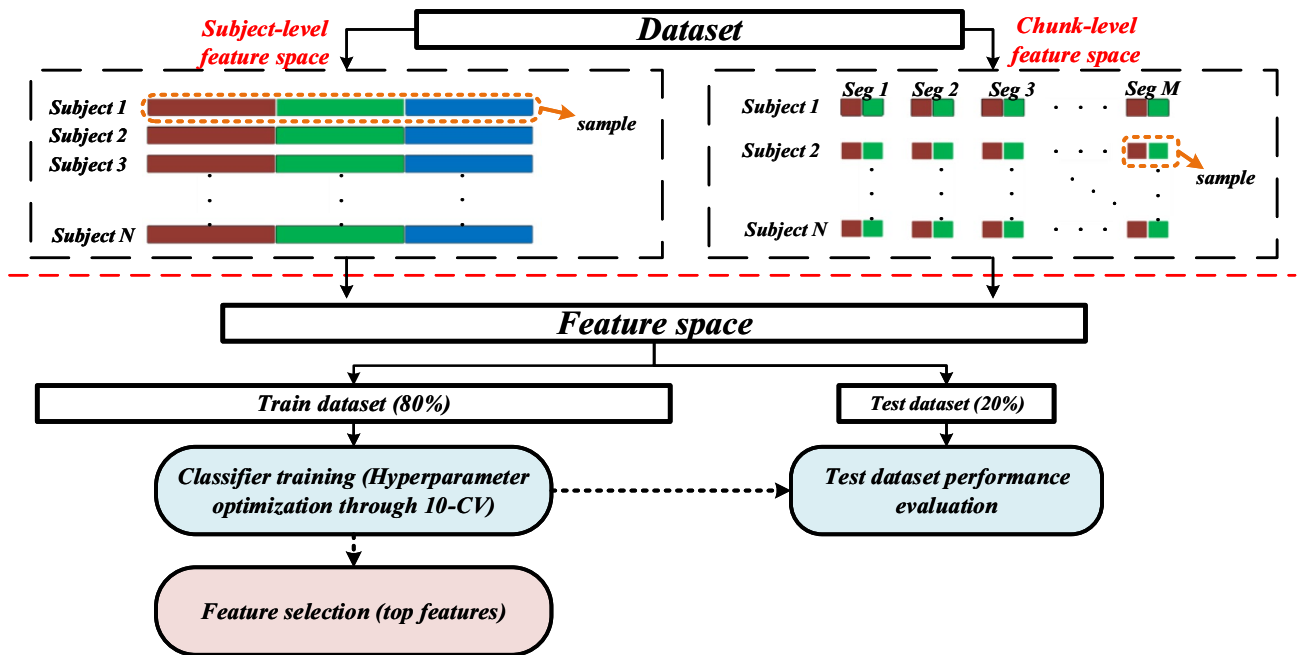 Dataset
Subject-level
feature space
Chunk-level
feature space
Subject 1
sample
Subject 2
Subject 3
Subject N
Seg 1 Seg 2 Seg 3 Seg M
Subject 1
Subject 2
sample
Subject N
Feature space
Train dataset (80%)
Test dataset (20%)
Classifier training (Hyperparameter
optimization through 10-CV)
Test dataset performance
evaluation
Feature selection (top features)